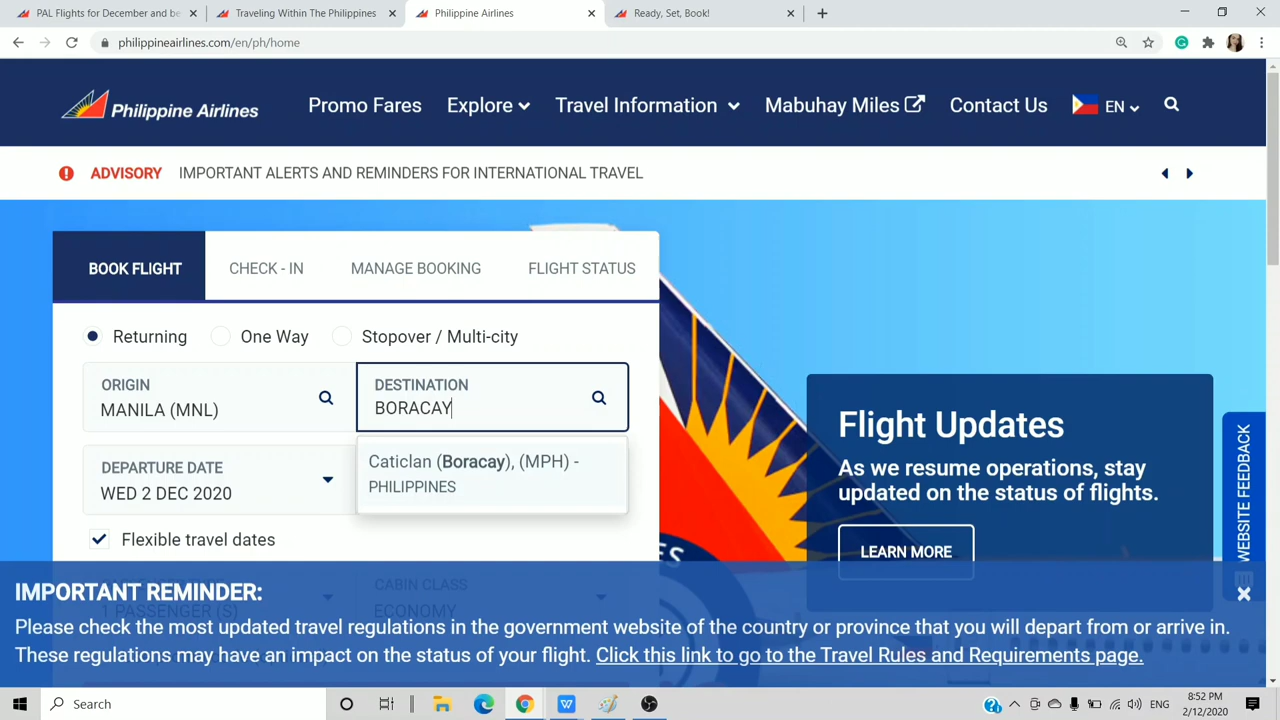 PAL Flights for December and be
Traveling Within The Philippines
Philippine Airlines
Ready, Set, Book!
philippineairlines.com/en/ph/home
Philippine Airlines
Promo Fares
Explore
Travel Information
Mabuhay Miles
Contact Us
EN
ADVISORY IMPORTANT ALERTS AND REMINDERS FOR INTERNATIONAL TRAVEL
BOOK FLIGHT
CHECK - IN
MANAGE BOOKING
FLIGHT STATUS
Returning
One Way
Stopover / Multi-city
ORIGIN
MANILA (MNL)
DESTINATION
BORACAY
Caticlan (Boracay), (MPH) -
PHILIPPINES
DEPARTURE DATE
WED 2 DEC 2020
Flexible travel dates
CABIN CLASS
1 PASSENGER (S)
ECONOMY
Flight Updates
As we resume operations, stay
updated on the status of flights.
LEARN MORE
WEBSITE FEEDBACK
IMPORTANT REMINDER:
Please check the most updated travel regulations in the government website of the country or province that you will depart from or arrive in.
These regulations may have an impact on the status of your flight. Click this link to go to the Travel Rules and Requirements page.
Search
ENG
8:52 PM
2/12/2020